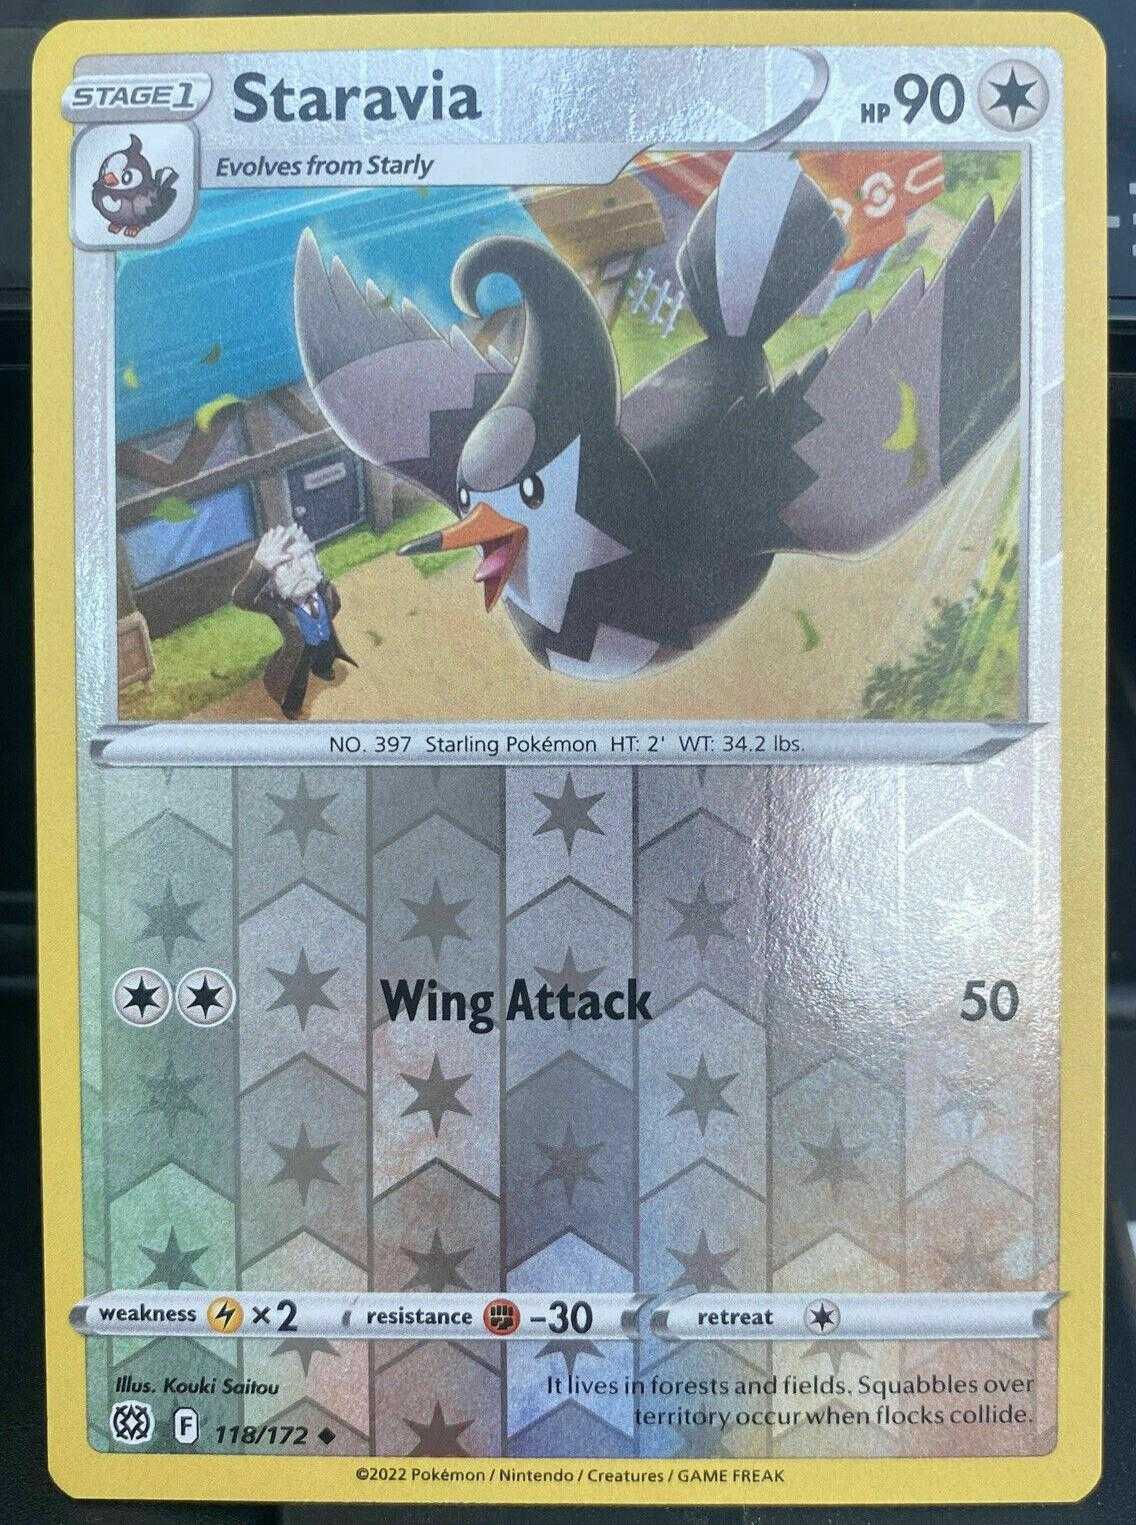 STAGE 1
Staravia
HP 90
Evolves from Starly
NO. 397 Starling Pokémon HT: 2' WT: 34.2 lbs.
Wing Attack 50
weakness ×2 resistance -30 retreat
Illus. Kouki Saitou
It lives in forests and fields. Squabbles over
territory occur when flocks collide.
F 118/172
©2022 Pokémon / Nintendo / Creatures / GAME FREAK